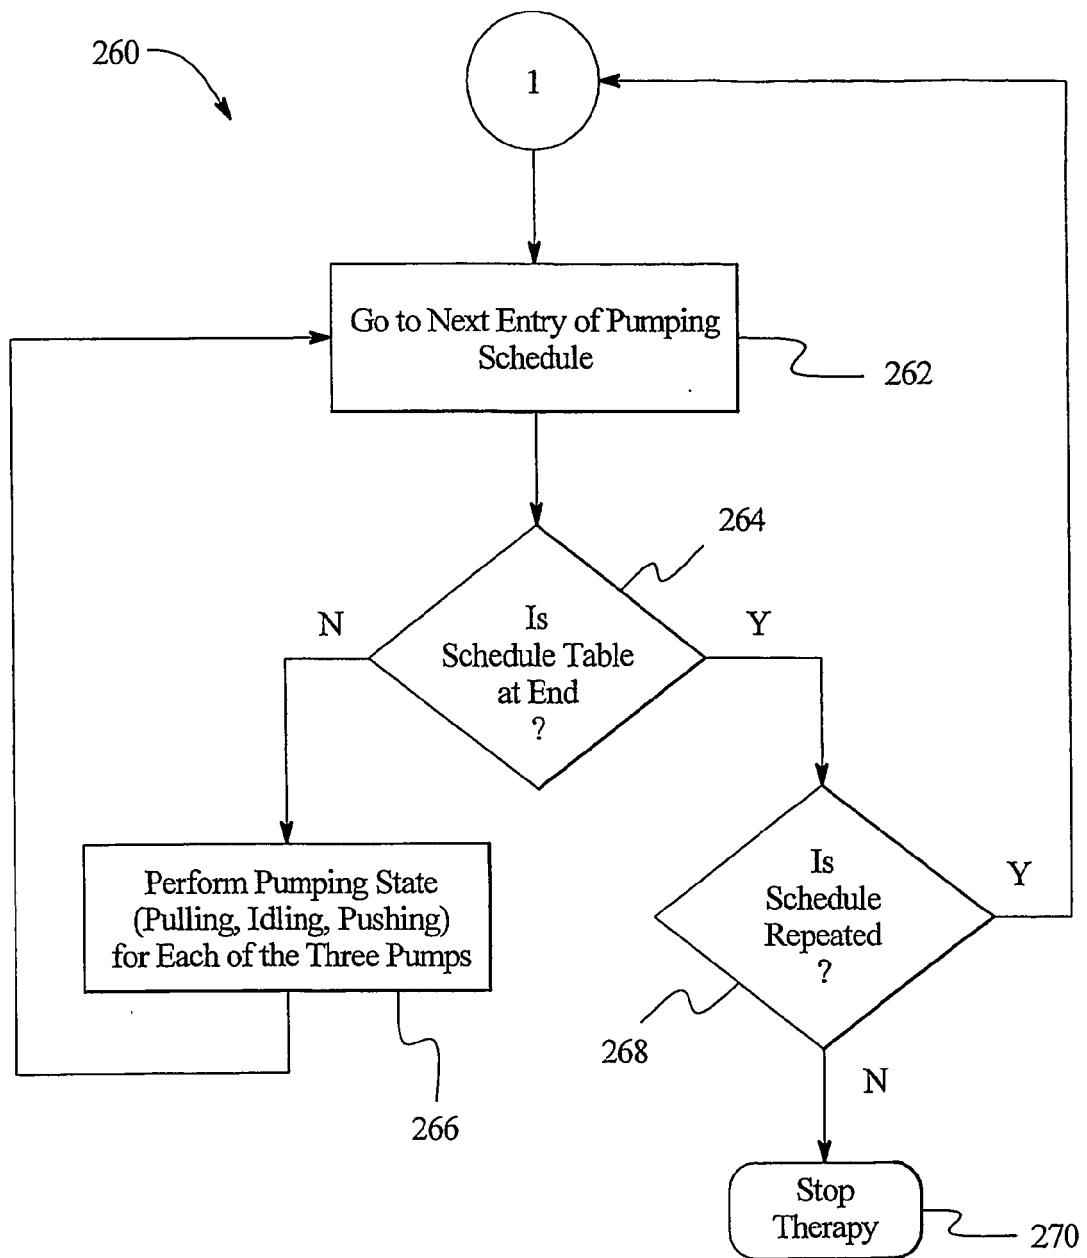 260
1
Go to Next Entry of Pumping
Schedule
262
264
N
Is
Schedule Table
at End
?
Y
Perform Pumping State
(Pulling, Idling, Pushing)
for Each of the Three Pumps
266
Is
Schedule
Repeated
?
Y
268
N
Stop
Therapy
270